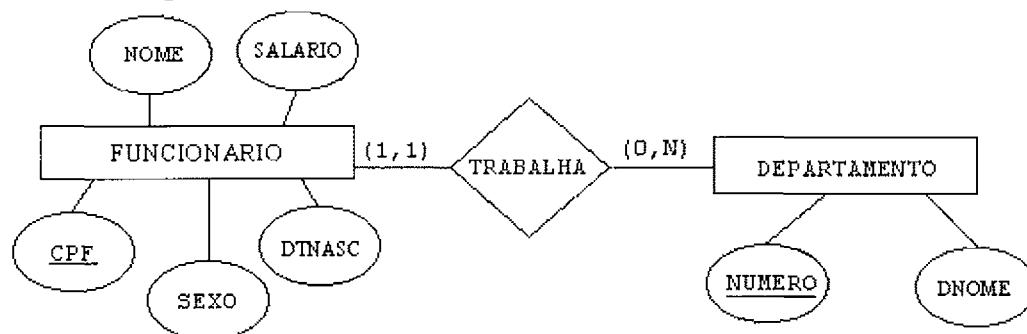 NOME
SALARIO
FUNCIONARIO
(1,1)
TRABALHA
(0,N)
DEPARTAMENTO
CPF
SEXO
DTNASC
NUMERO
DNOME